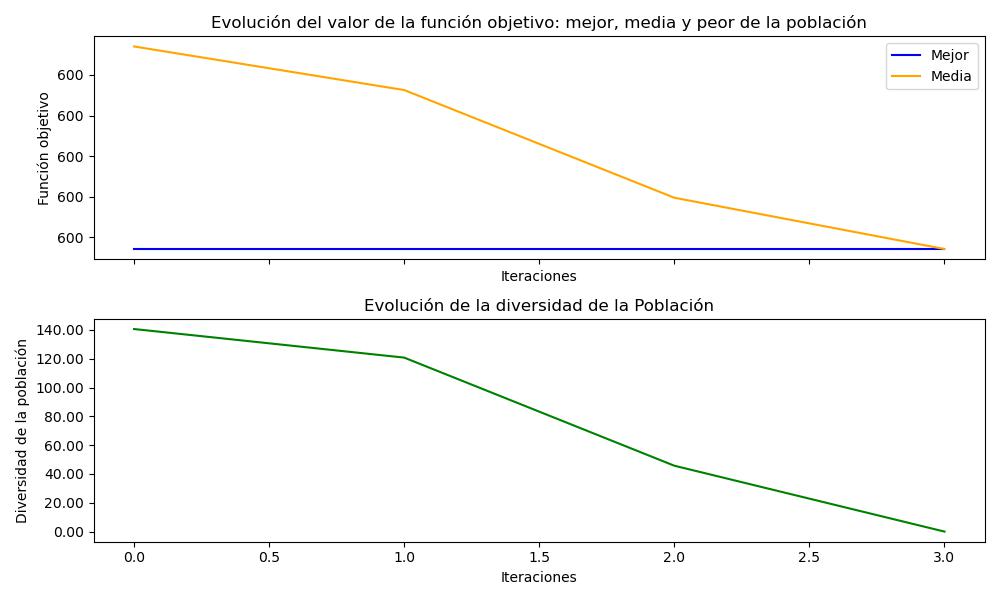 Evolución del valor de la función objetivo: mejor, media y peor de la población
Función objetivo
600
600
600
600
600
Mejor
Media
Iteraciones
Evolución de la diversidad de la Población
Diversidad de la población
140.00
120.00
100.00
80.00
60.00
40.00
20.00
0.00
0.0 0.5 1.0 1.5 2.0 2.5 3.0
Iteraciones